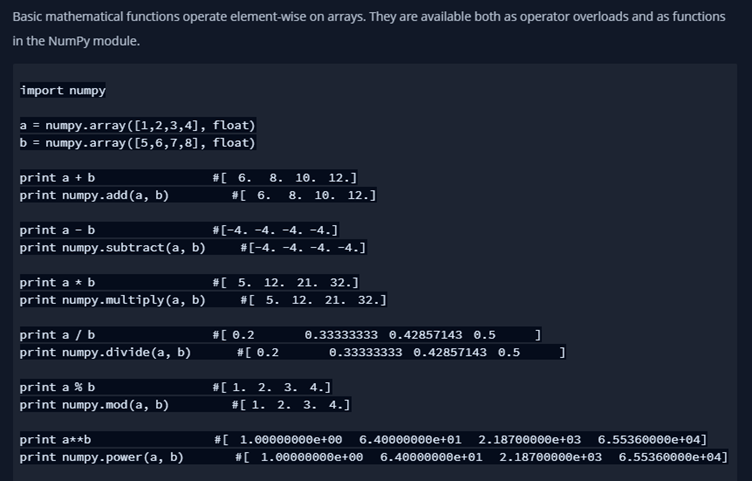 Basic mathematical functions operate element-wise on arrays. They are available both as operator overloads and as functions
in the NumPy module.
import numpy
a = numpy.array([1,2,3,4], float)
b = numpy.array([5,6,7,8], float)
print a + b                #[  6.   8.  10.  12.]
print numpy.add(a, b)         #[  6.   8.  10.  12.]
print a - b                #[-4. -4. -4. -4.]
print numpy.subtract(a, b)     #[-4. -4. -4. -4.]
print a * b                #[  5.  12.  21.  32.]
print numpy.multiply(a, b)     #[  5.  12.  21.  32.]
print a / b                #[ 0.2         0.33333333  0.42857143  0.5       ]
print numpy.divide(a, b)       #[ 0.2         0.33333333  0.42857143  0.5       ]
print a % b                #[ 1.  2.  3.  4.]
print numpy.mod(a, b)         #[ 1.  2.  3.  4.]
print a**b                 #[  1.00000000e+00   6.40000000e+01   2.18700000e+03   6.55360000e+04]
print numpy.power(a, b)       #[  1.00000000e+00   6.40000000e+01   2.18700000e+03   6.55360000e+04]